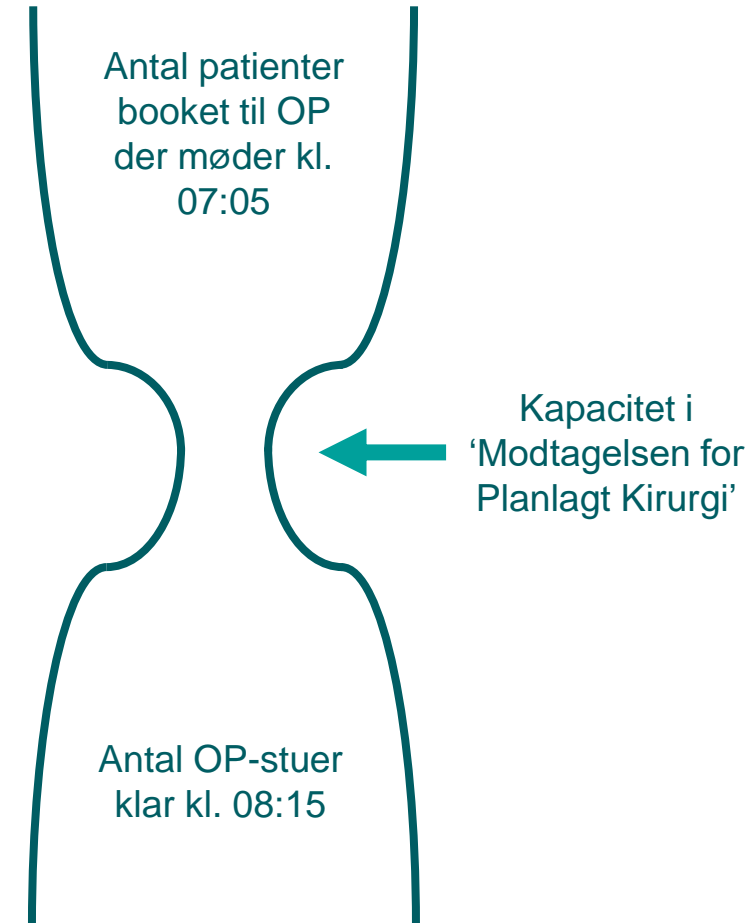 Antal patienter
booket til OP
der møder kl.
07:05
Kapacitet i
‘Modtagelsen for
Planlagt Kirurgi’
Antal OP-stuer
klar kl. 08:15